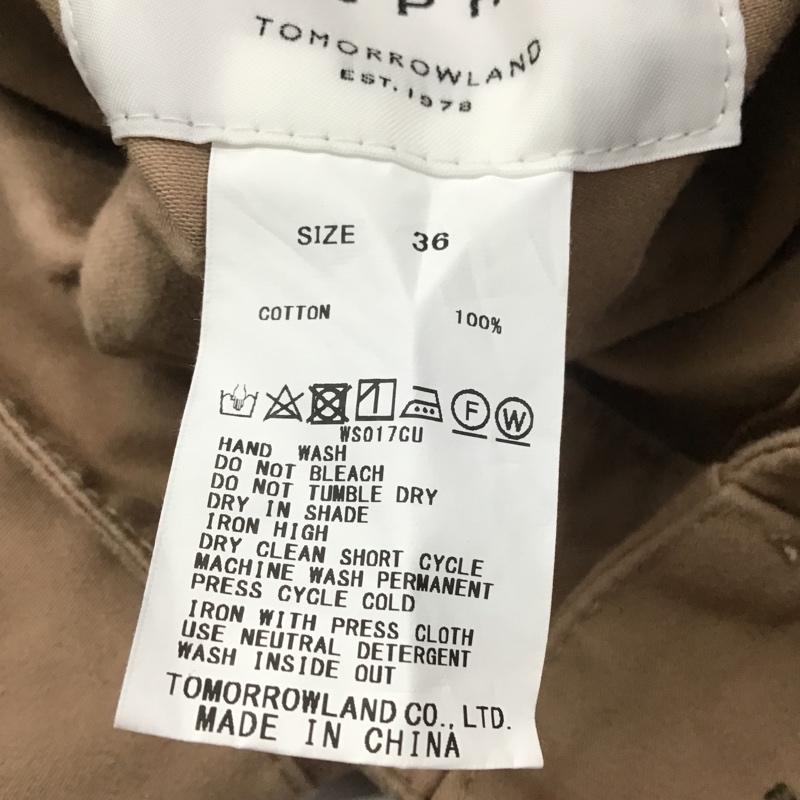 TOMORROWLAND
EST. 1978
SIZE 36
COTTON 100%
F W
WS017CU
HAND WASH
DO NOT BLEACH
DO NOT TUMBLE DRY
DRY IN SHADE
IRON HIGH
DRY CLEAN SHORT CYCLE
MACHINE WASH PERMANENT
PRESS CYCLE COLD
IRON WITH PRESS CLOTH
USE NEUTRAL DETERGENT
WASH INSIDE OUT
TOMORROWLAND CO., LTD.
MADE IN CHINA